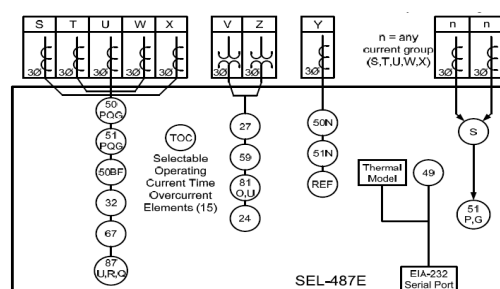 S T U W X
V Z
Y
n n
3Ø 3Ø 3Ø 3Ø 3Ø
3Ø 3Ø
3Ø
3Ø 3Ø
n = any
current group
(S,T,U,W,X)
50
PQG
51
PQG
50BF
32
67
87
U,R,Q
TOC
Selectable
Operating
Current Time
Overcurrent
Elements (15)
27
59
81
O,U
24
50N
51N
REF
Thermal
Model
49
S
51
P,G
SEL-487E
EIA-232
Serial Port